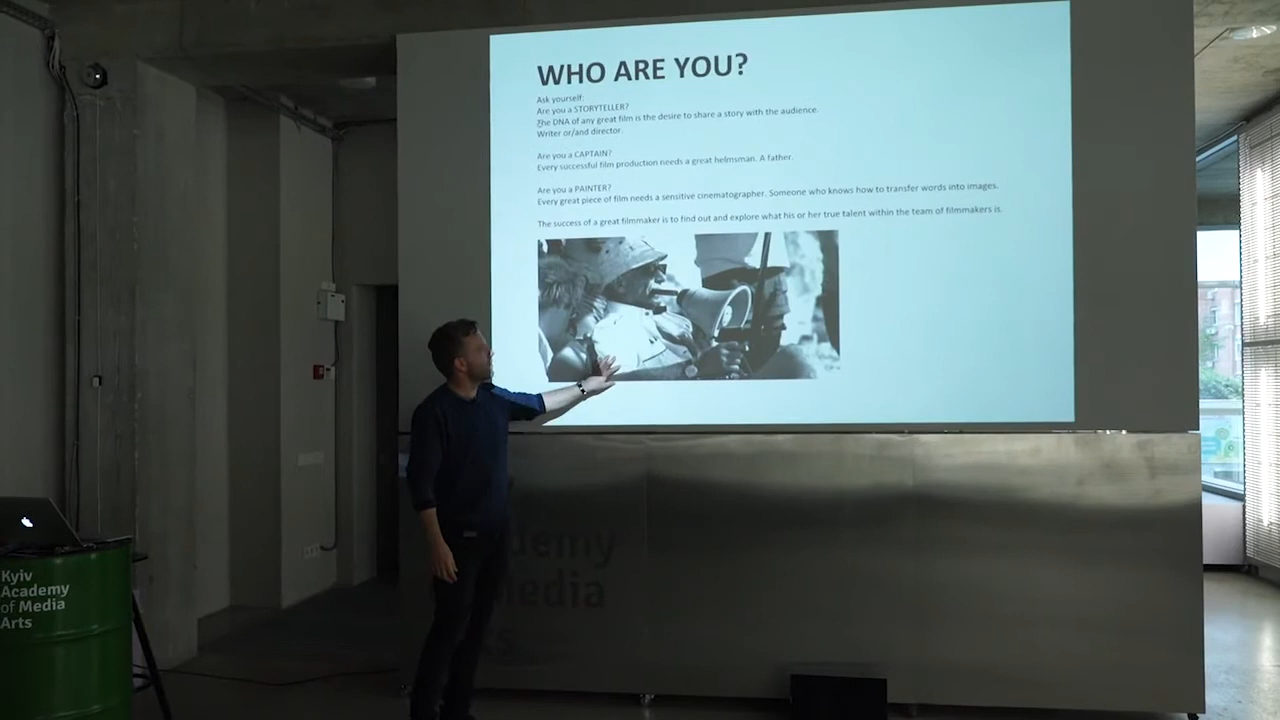 WHO ARE YOU?
Ask yourself:
Are you a STORYTELLER?
The DNA of any great film is the desire to share a story with the audience.
Writer or/and director.
Are you a CAPTAIN?
Every successful film production needs a great helmsman. A father.
Are you a PAINTER?
Every great piece of film needs a sensitive cinematographer. Someone who knows how to transfer words into images.
The success of a great filmmaker is to find out and explore what his or her true talent within the team of filmmakers is.
demy
Media
ts
Kyiv
Academy
of Media
Arts